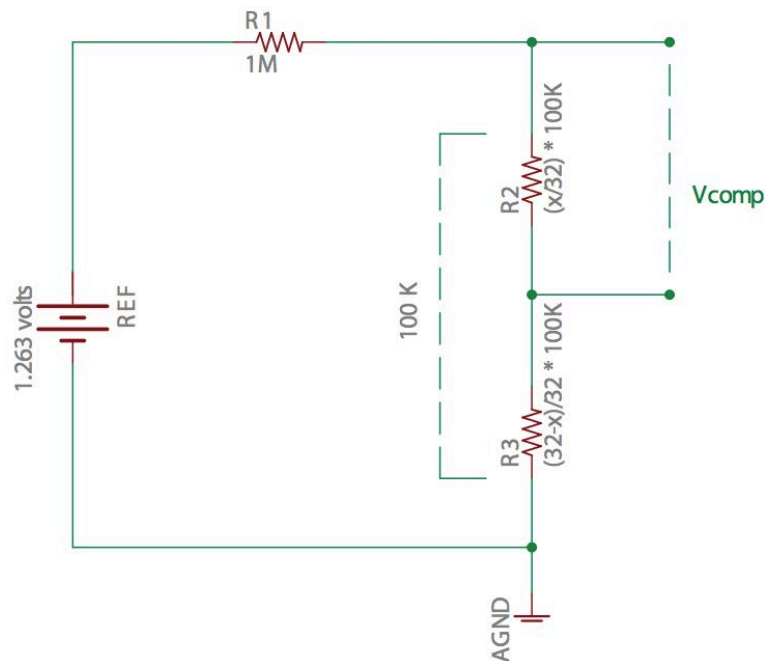 R1
1M
R2
(x/32) * 100K
Vcomp
100 K
1.263 volts
REF
R3
(32-x)/32 * 100K
AGND